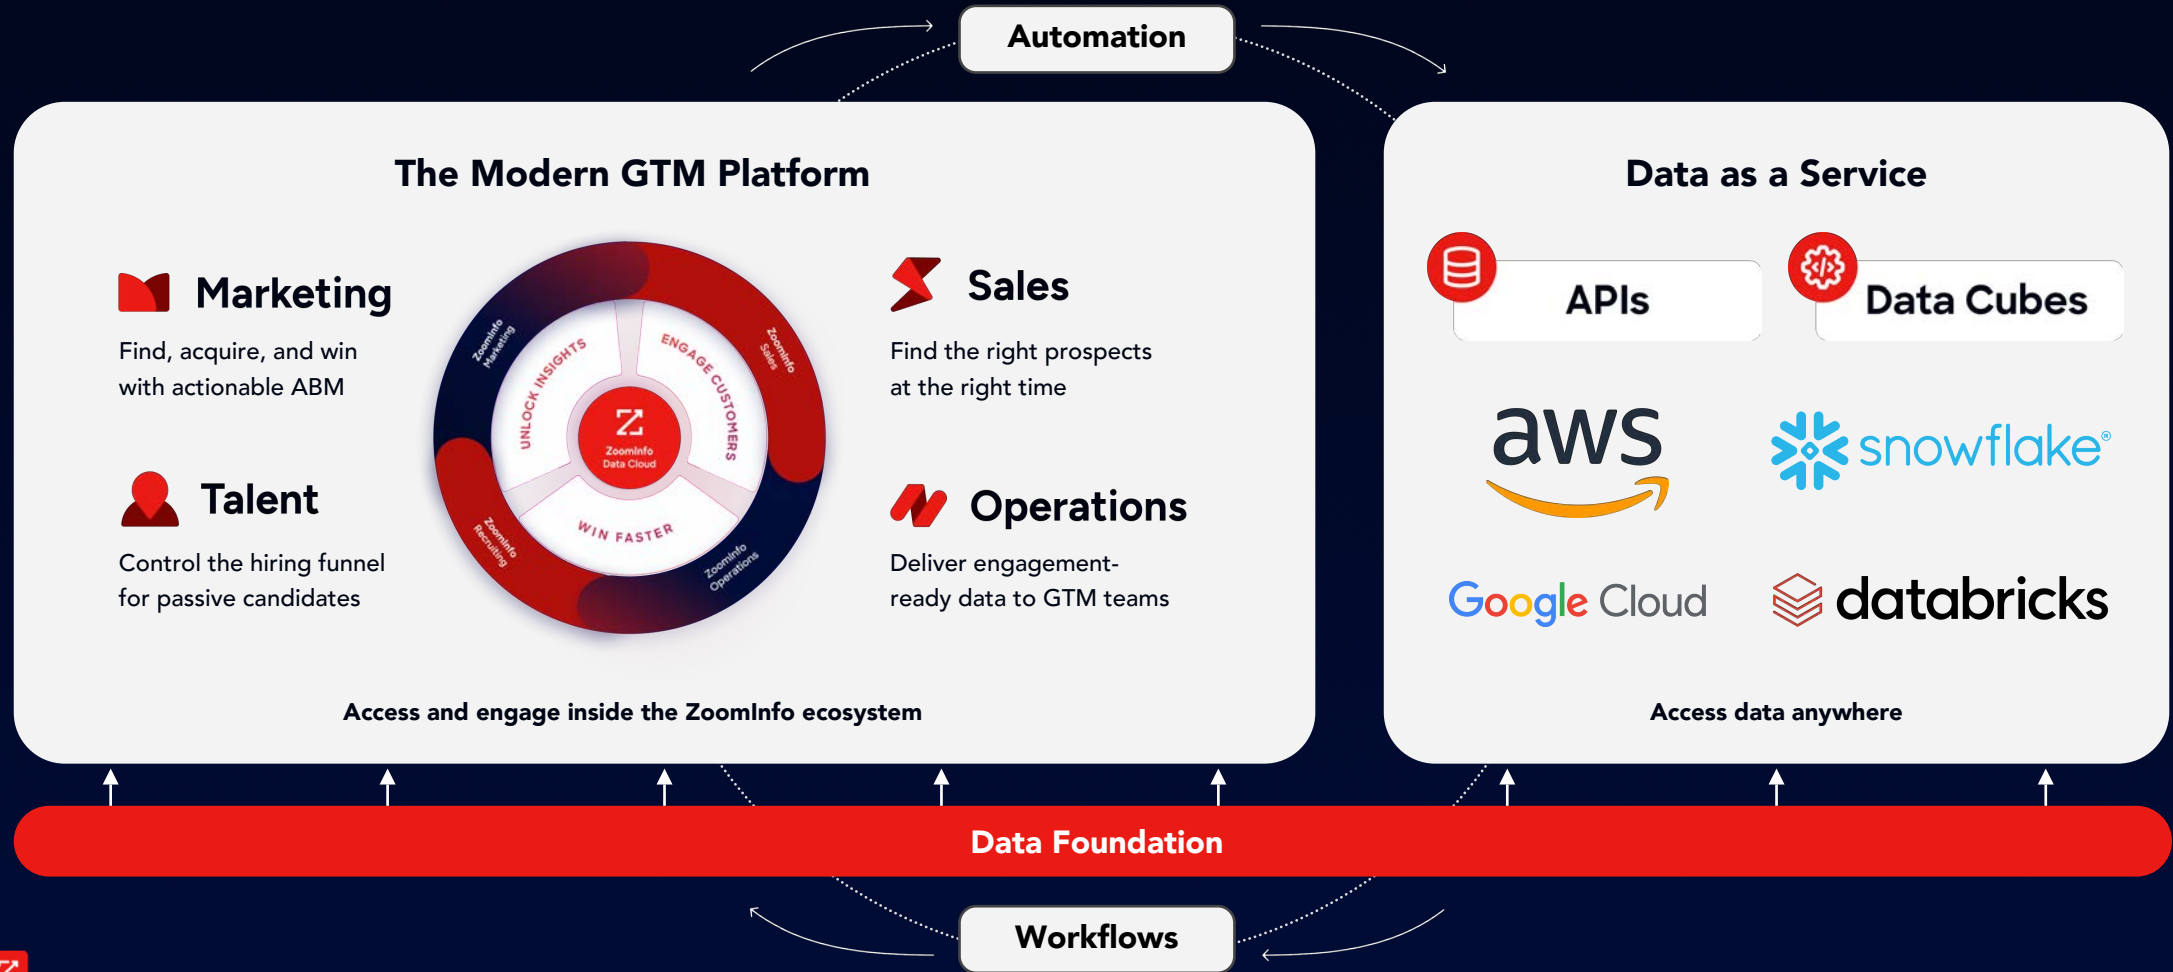 Automation
The Modern GTM Platform
Marketing
Find, acquire, and win
with actionable ABM
Talent
Control the hiring funnel
for passive candidates
ZoomInfo
Marketing
ZoomInfo
Sales
ZoomInfo
Recruiting
ZoomInfo
Operations
UNLOCK INSIGHTS
ENGAGE CUSTOMERS
WIN FASTER
ZoomInfo
Data Cloud
Sales
Find the right prospects
at the right time
Operations
Deliver engagement-
ready data to GTM teams
Access and engage inside the ZoomInfo ecosystem
Data as a Service
APIs
Data Cubes
aws
snowflake®
Google Cloud
databricks
Access data anywhere
Data Foundation
Workflows